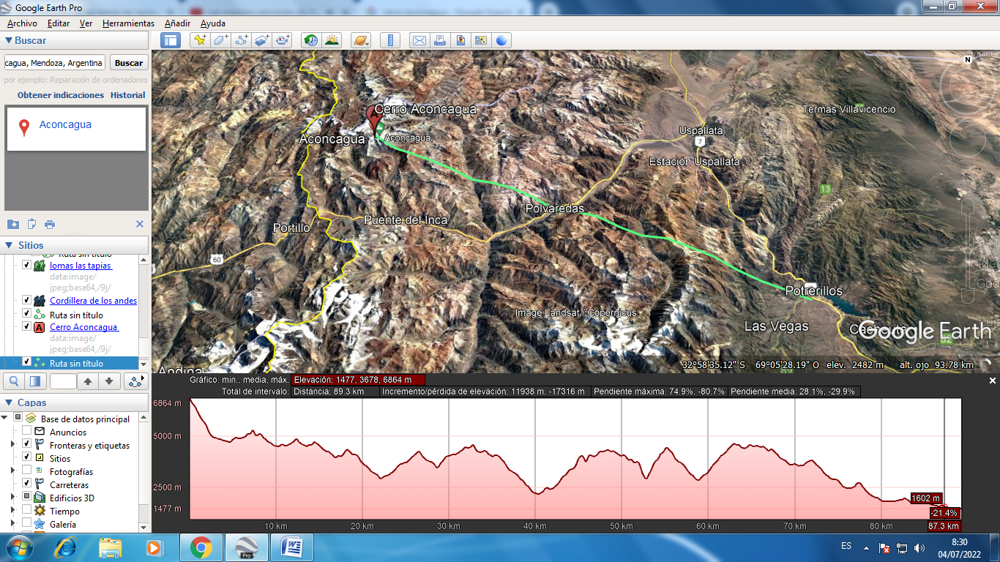 Google Earth Pro
Archivo Editar Ver Herramientas Añadir Ayuda
Buscar
cagua, Mendoza, Argentina Buscar
por ejemplo: Reparación de ordenadores
Obtener indicaciones Historial
Aconcagua
Sitios
Ruta sin título
lomas las tapias
data:image/
jpeg;base64,/9j/
Cordillera de los andes
Ruta sin título
A Cerro Aconcagua
data:image/
jpeg;base64,/9j/
Ruta sin título
Capas
Base de datos principal
Anuncios
Fronteras y etiquetas
Sitios
Fotografías
Carreteras
Edificios 3D
Tiempo
Galería
N
Cerro Aconcagua
Termas Villavicencio
Aconcagua
Aconcagua
Uspallata
7
Estación Uspallata
13
Polvaredas
Puente del Inca
Portillo
60
Potrerillos
Image Landsat / Copernicus
Las Vegas
Google Earth
62
89
Andina
32°58'35.12" S 69°05'28.19" O elev. 2482 m alt. ojo 93.78 km
Gráfico: min., media, máx. Elevación: 1477, 3678, 6864 m
Total de intervalo: Distancia: 89.3 km Incremento/pérdida de elevación: 11938 m, -17316 m Pendiente máxima: 74.9%, -80.7% Pendiente media: 28.1%, -29.9%
6864 m
5000 m
2500 m
1477 m
1602 m
-21.4%
10 km 20 km 30 km 40 km 50 km 60 km 70 km 80 km 87.3 km
Pro
ES
8:30
04/07/2022